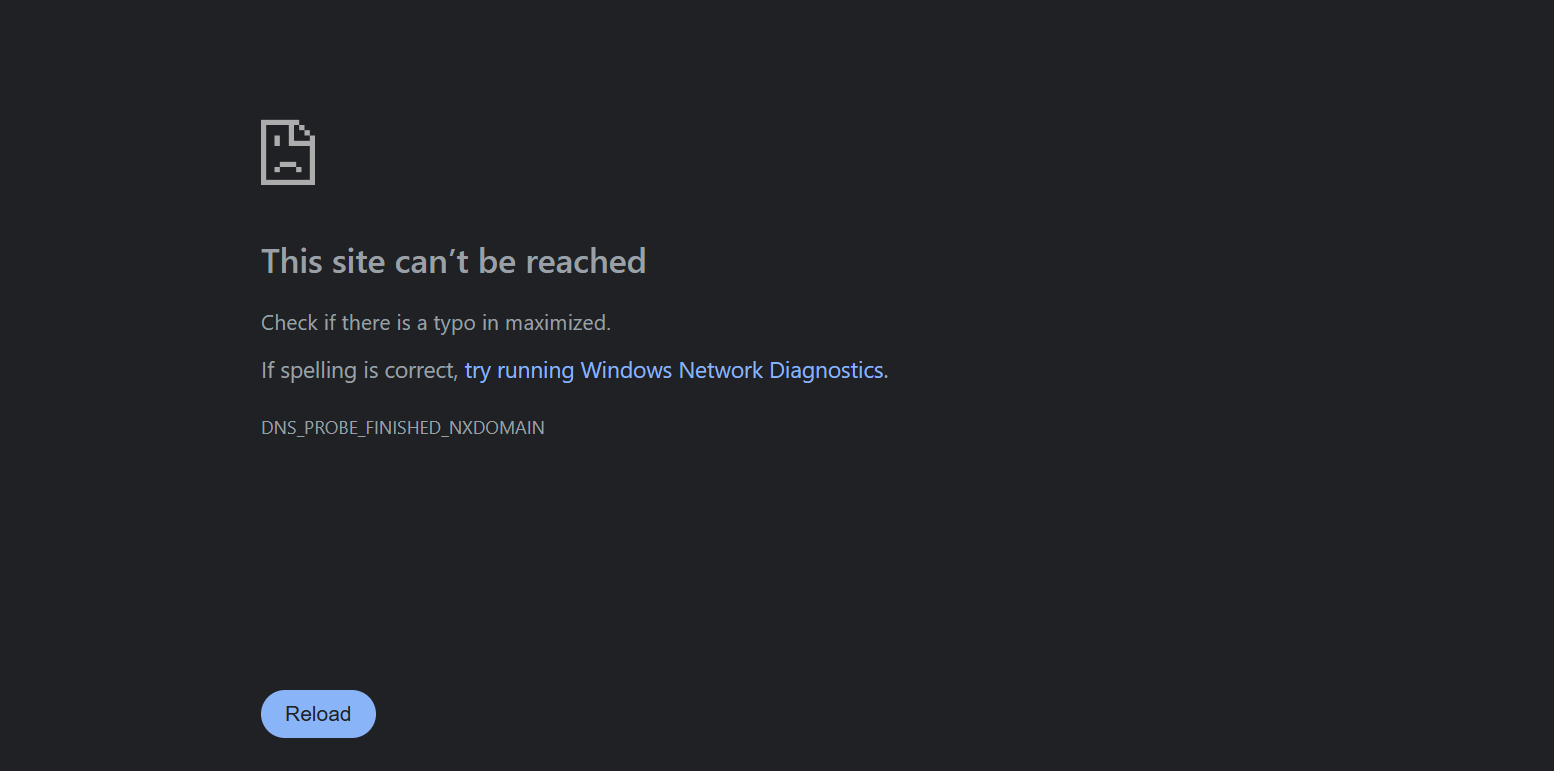 This site can’t be reached
Check if there is a typo in maximized.
If spelling is correct, try running Windows Network Diagnostics.
DNS_PROBE_FINISHED_NXDOMAIN
Reload